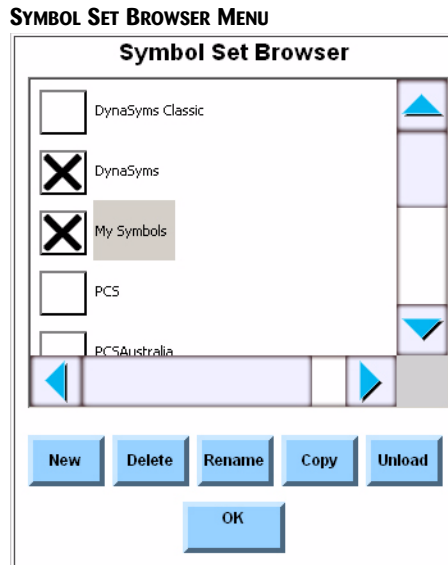 SYMBOL SET BROWSER MENU
Symbol Set Browser
DynaSyms Classic
DynaSyms
My Symbols
PCS
PCSAustralia
New Delete Rename Copy Unload
OK